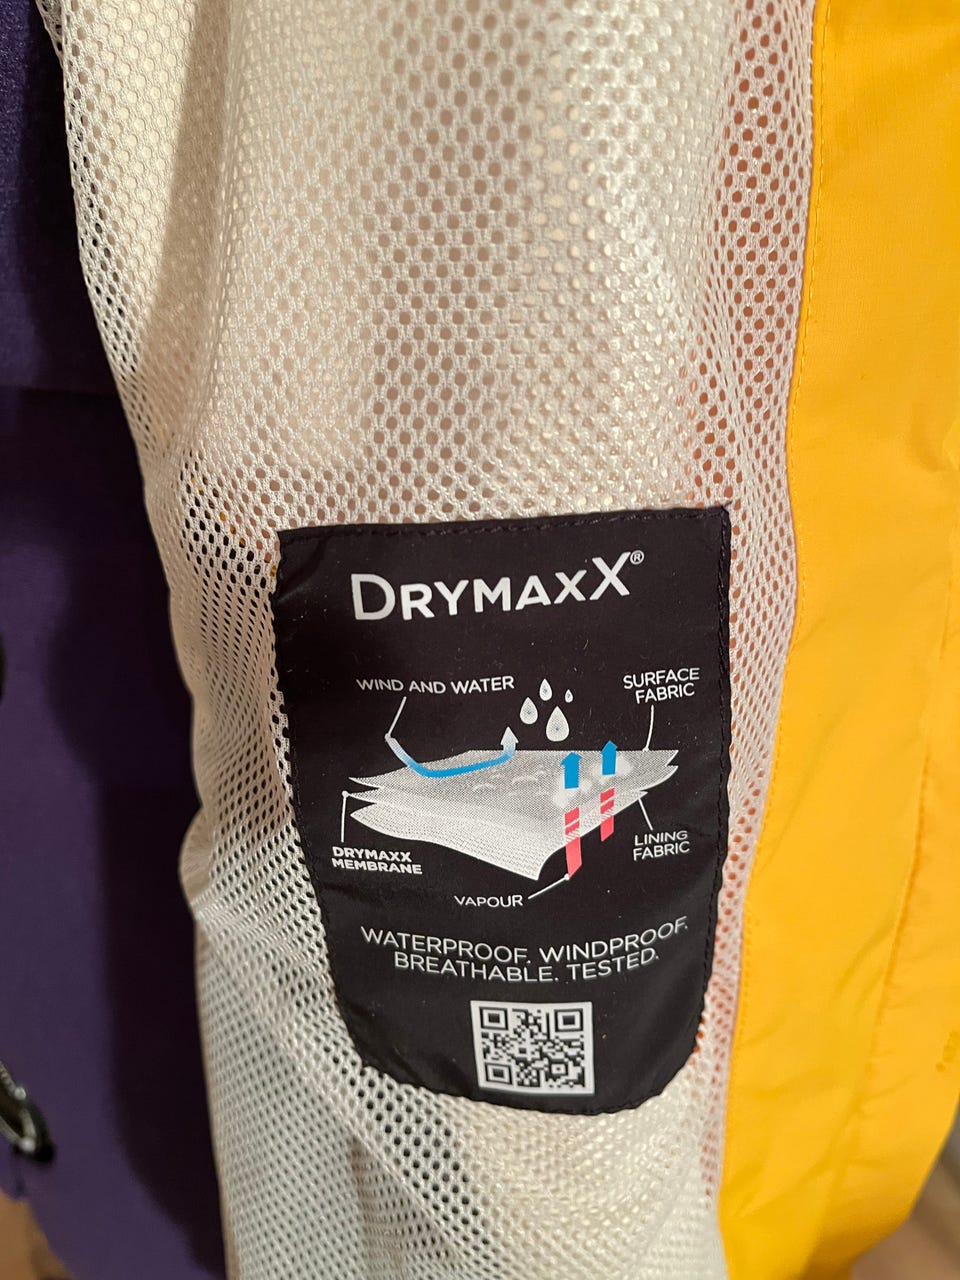 DRYMAXX®
WIND AND WATER
SURFACE
FABRIC
DRYMAXX
MEMBRANE
LINING
FABRIC
VAPOUR
WATERPROOF. WINDPROOF.
BREATHABLE. TESTED.